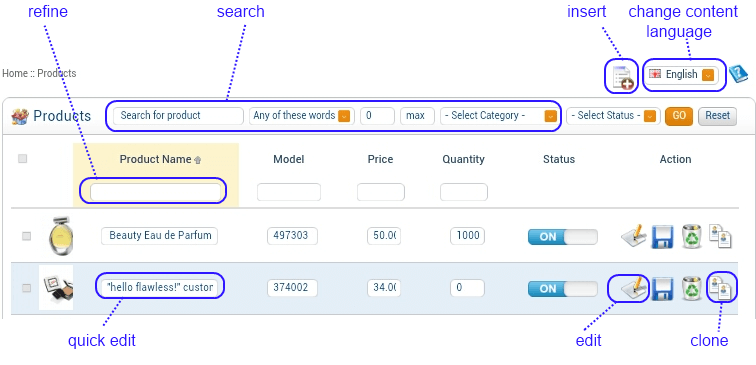 refine
search
insert
change content
language
Home :: Products
English
Products
Search for product
Any of these words
0
max
- Select Category -
- Select Status -
GO
Reset
Product Name
Model
Price
Quantity
Status
Action
Beauty Eau de Parfum
497303
50.0(
1000
ON
"hello flawless!" custor
374002
34.0(
0
ON
quick edit
edit
clone